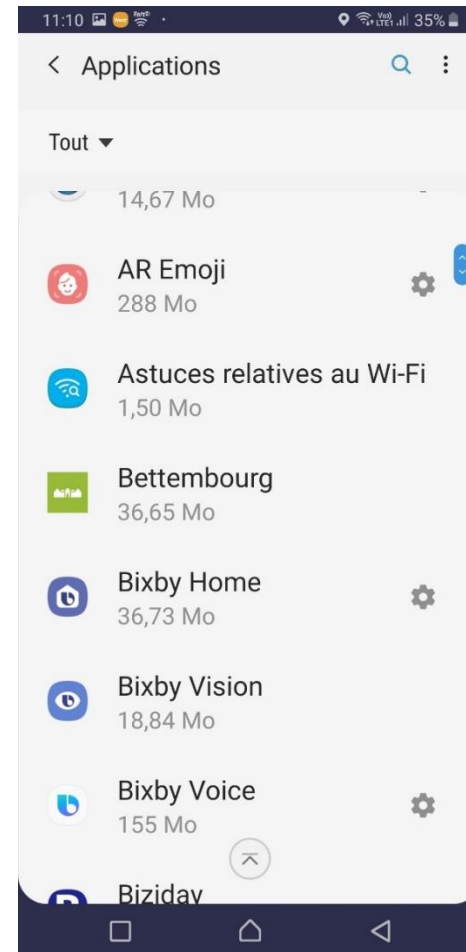 11:10
35%
Applications
Tout
14,67 Mo
AR Emoji
288 Mo
Astuces relatives au Wi-Fi
1,50 Mo
Bettembourg
36,65 Mo
Bixby Home
36,73 Mo
Bixby Vision
18,84 Mo
Bixby Voice
155 Mo
Biziday